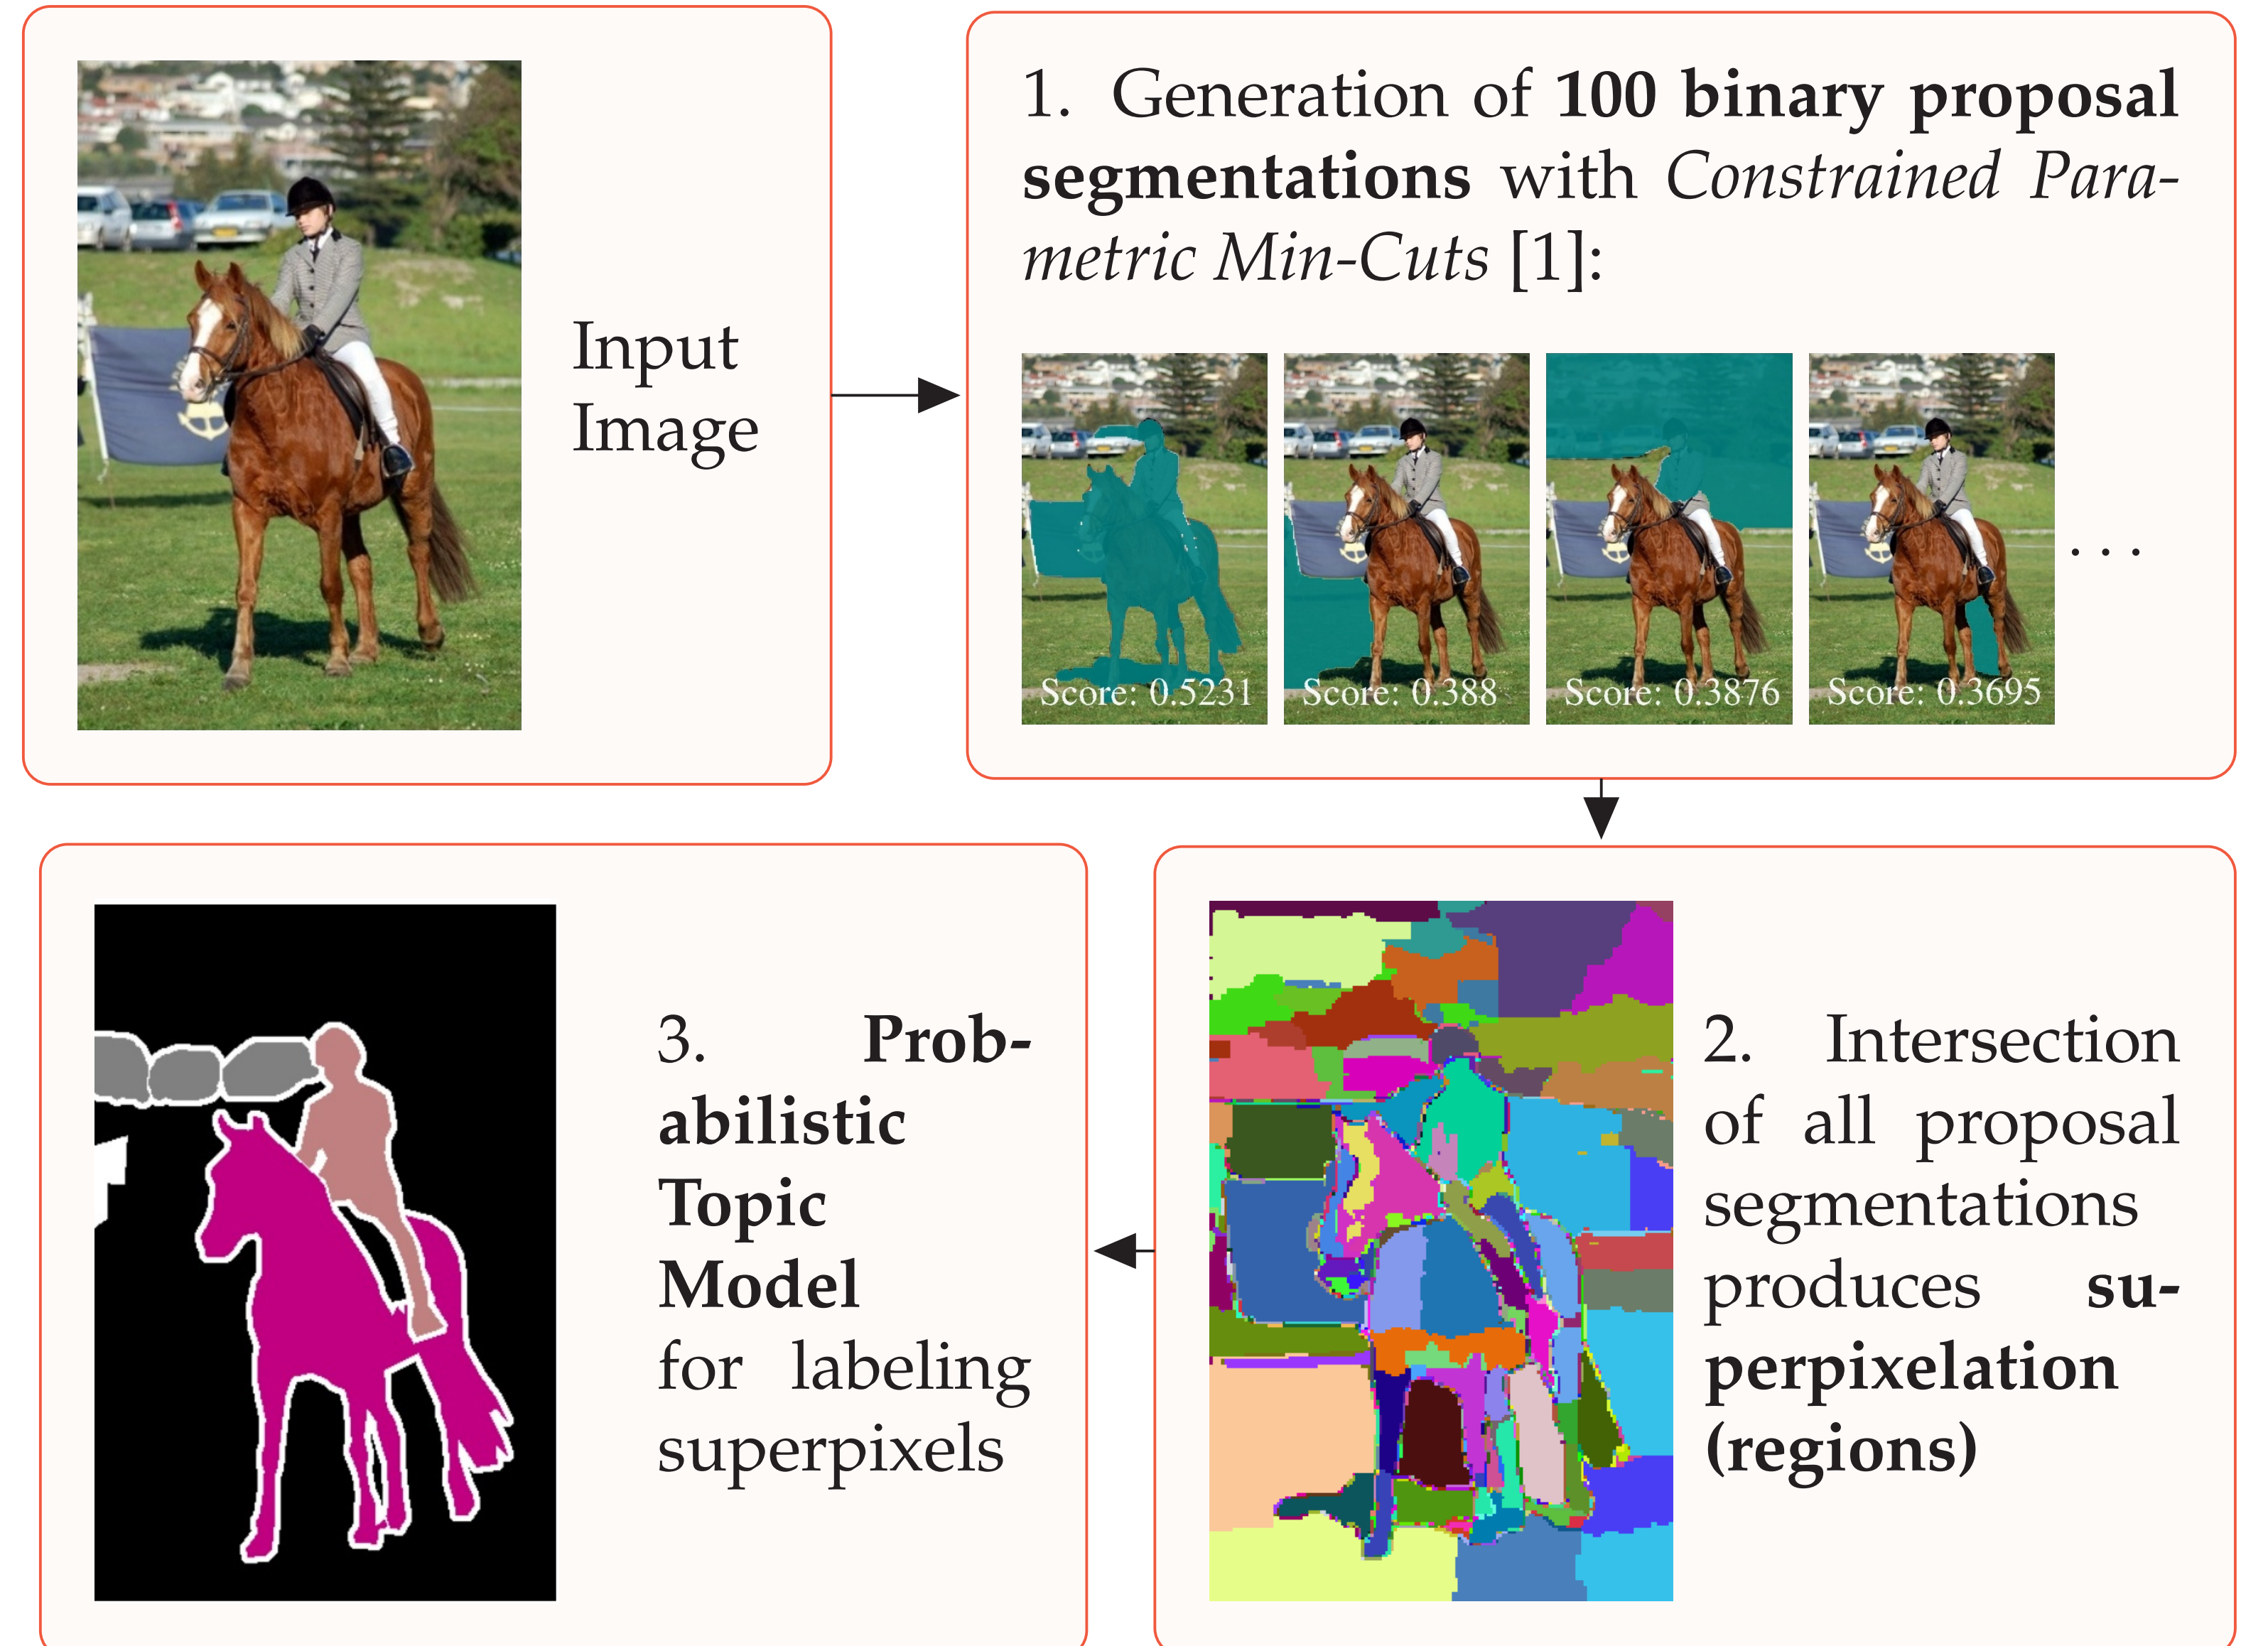 Input
Image
1. Generation of 100 binary proposal
segmentations with Constrained Para-
metric Min-Cuts [1]:
Score: 0.5231
Score: 0.388
Score: 0.3876
Score: 0.3695
. . .
2. Intersection
of all proposal
segmentations
produces su-
perpixelation
(regions)
3. Prob-
abilistic
Topic
Model
for labeling
superpixels